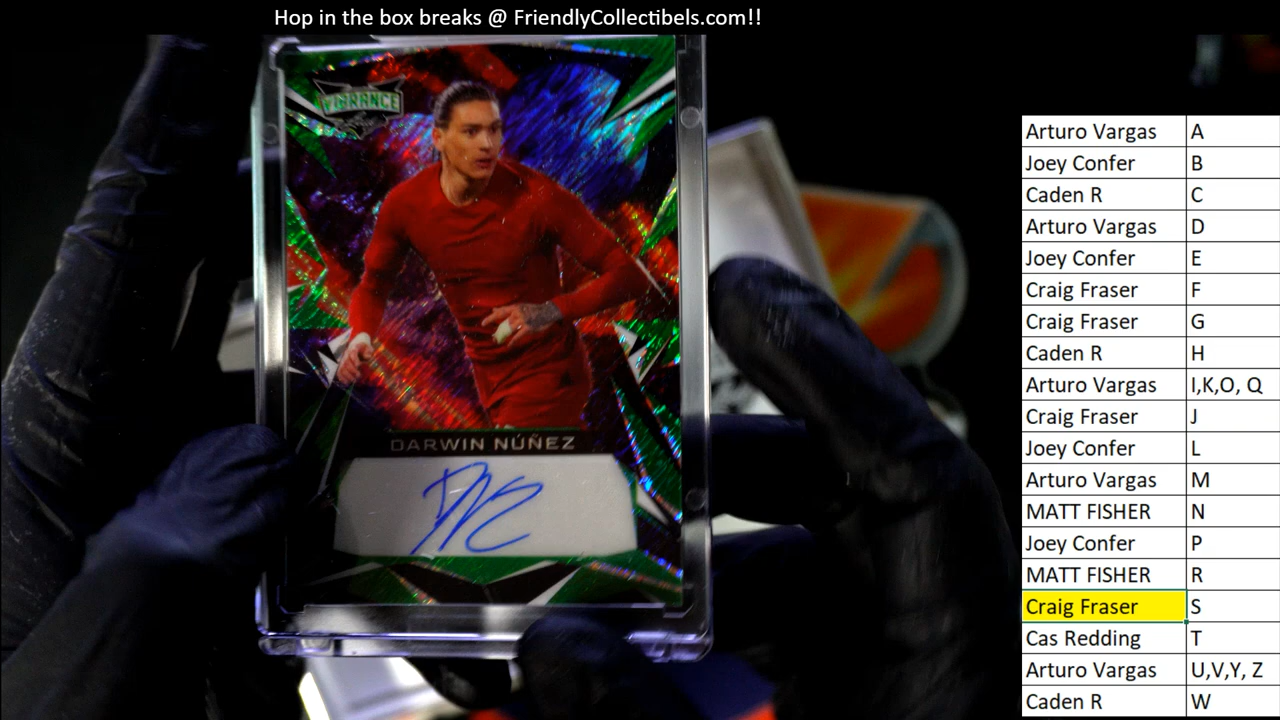 Hop in the box breaks @ FriendlyCollectibels.com!!
VIBRANCE
DARWIN NÚÑEZ
Arturo Vargas A
Joey Confer B
Caden R C
Arturo Vargas D
Joey Confer E
Craig Fraser F
Craig Fraser G
Caden R H
Arturo Vargas I,K,O, Q
Craig Fraser J
Joey Confer L
Arturo Vargas M
MATT FISHER N
Joey Confer P
MATT FISHER R
Craig Fraser S
Cas Redding T
Arturo Vargas U,V,Y, Z
Caden R W